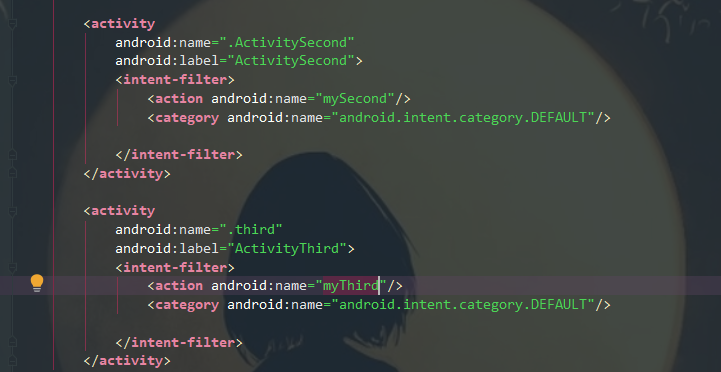 <activity
android:name=".ActivitySecond"
android:label="ActivitySecond">
<intent-filter>
<action android:name="mySecond"/>
<category android:name="android.intent.category.DEFAULT"/>
</intent-filter>
</activity>
<activity
android:name=".third"
android:label="ActivityThird">
<intent-filter>
<action android:name="myThird"/>
<category android:name="android.intent.category.DEFAULT"/>
</intent-filter>
</activity>